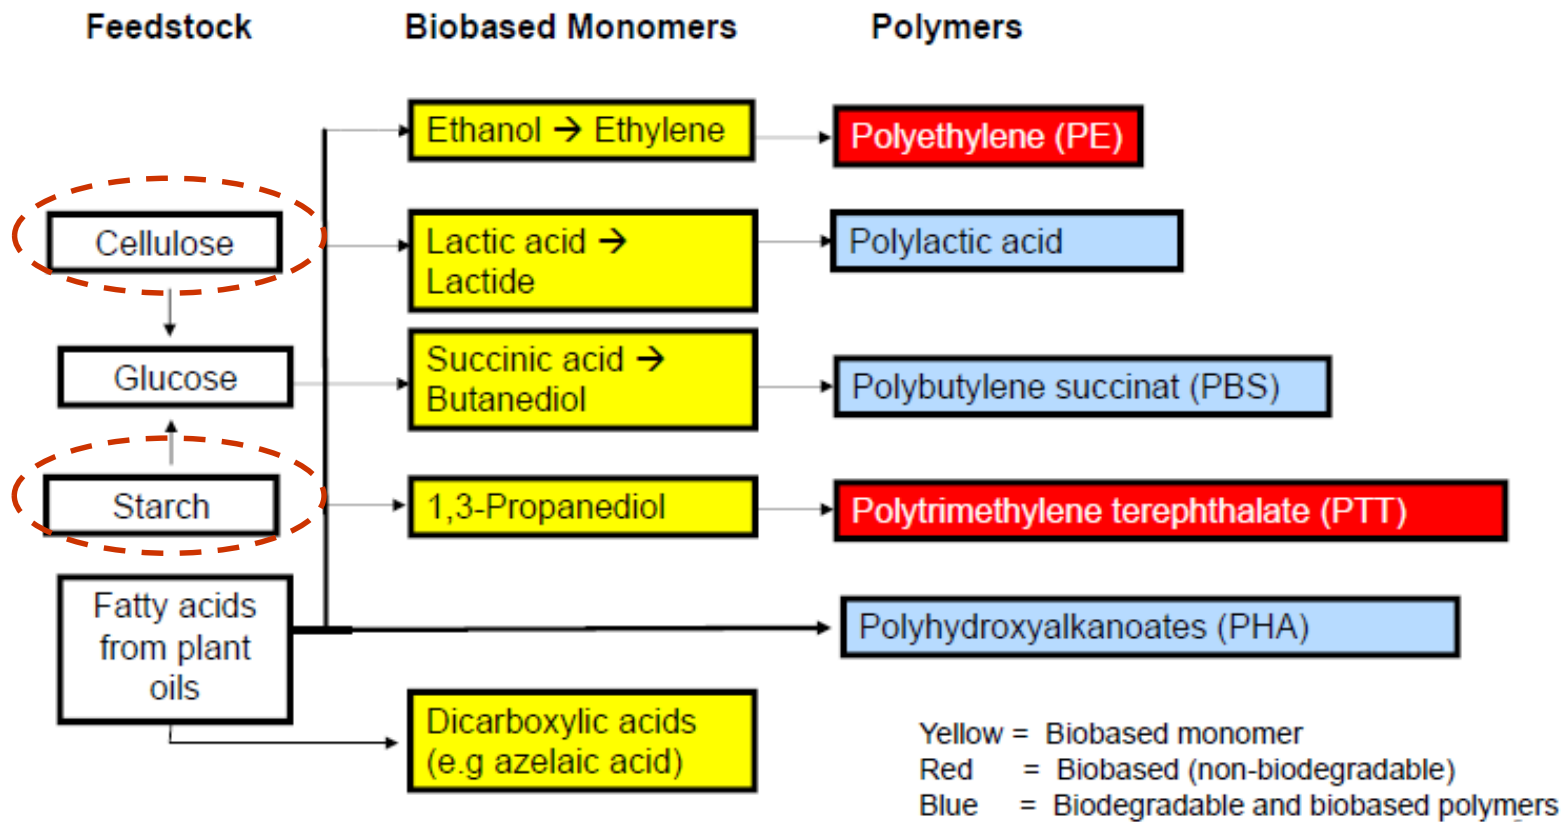 Feedstock
Biobased Monomers
Polymers
Ethanol → Ethylene
Polyethylene (PE)
Cellulose
Lactic acid →
Lactide
Polylactic acid
Glucose
Succinic acid →
Butanediol
Polybutylene succinat (PBS)
Starch
1,3-Propanediol
Polytrimethylene terephthalate (PTT)
Fatty acids
from plant
oils
Polyhydroxyalkanoates (PHA)
Dicarboxylic acids
(e.g azelaic acid)
Yellow = Biobased monomer
Red = Biobased (non-biodegradable)
Blue = Biodegradable and biobased polymers